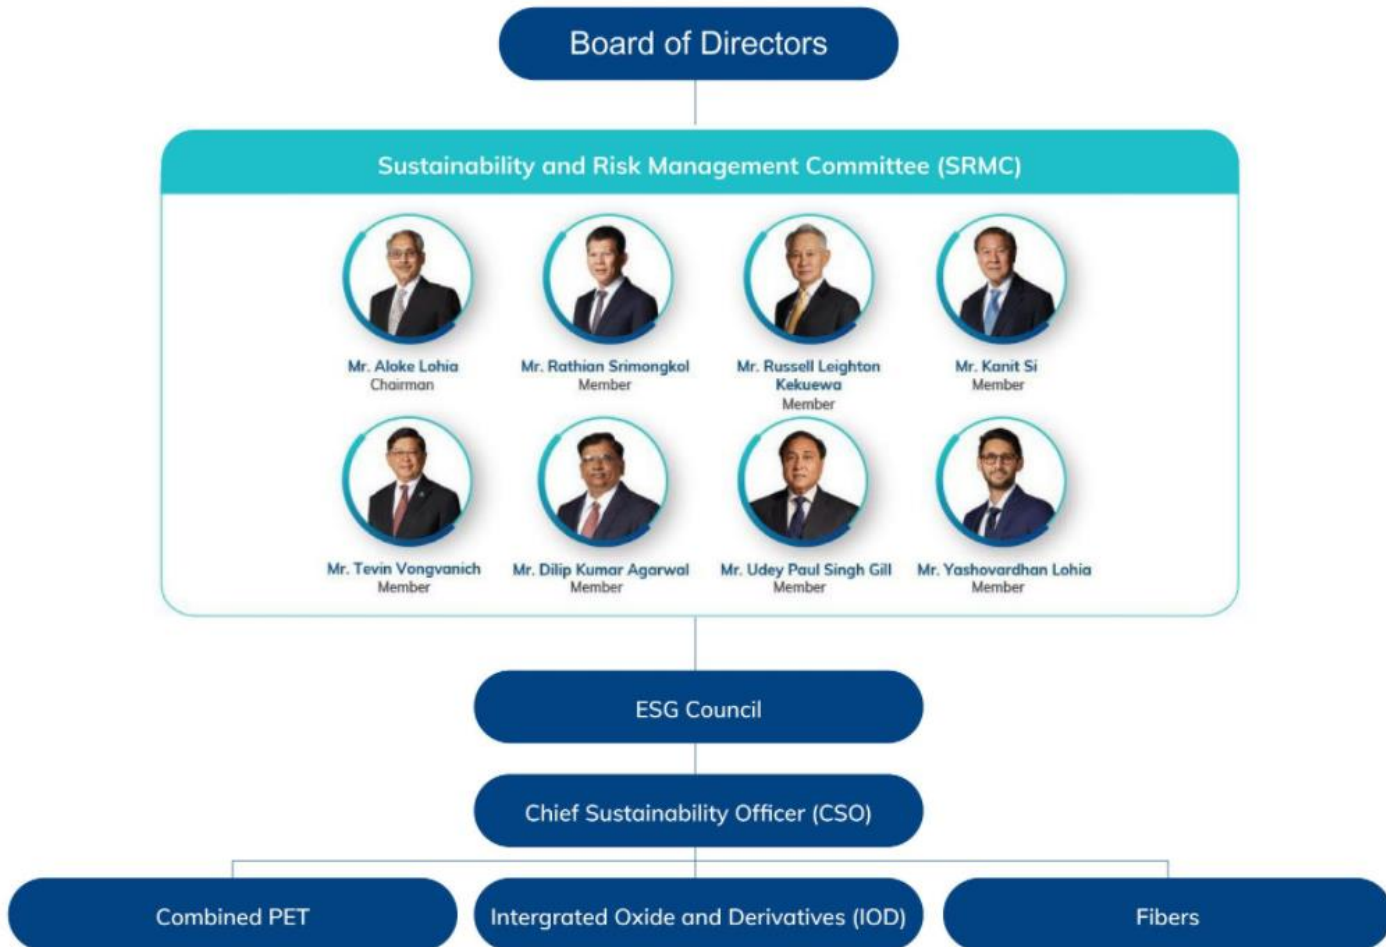 Board of Directors
Sustainability and Risk Management Committee (SRMC)
Mr. Aloke Lohia
Chairman
Mr. Rathian Srimongkol
Member
Mr. Russell Leighton
Kekuewa
Member
Mr. Kanit Si
Member
Mr. Tevin Vongvanich
Member
Mr. Dilip Kumar Agarwal
Member
Mr. Udey Paul Singh Gill
Member
Mr. Yashovardhan Lohia
Member
ESG Council
Chief Sustainability Officer (CSO)
Combined PET
Intergrated Oxide and Derivatives (IOD)
Fibers